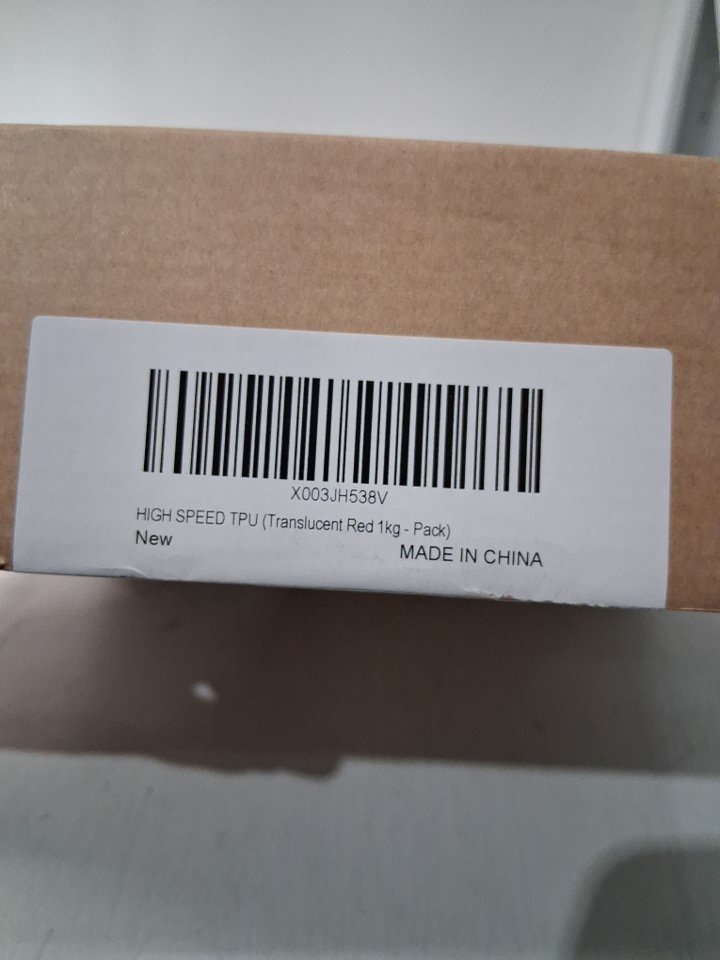 X003JH538V
HIGH SPEED TPU (Translucent Red 1kg - Pack)
New
MADE IN CHINA